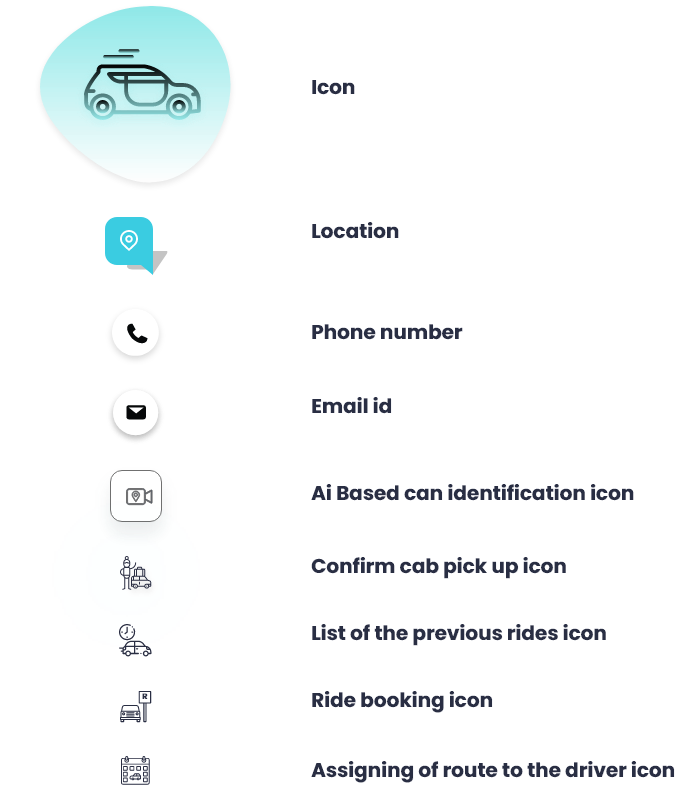 Icon
Location
Phone number
Email id
Ai Based can identification icon
Confirm cab pick up icon
List of the previous rides icon
R
Ride booking icon
Assigning of route to the driver icon